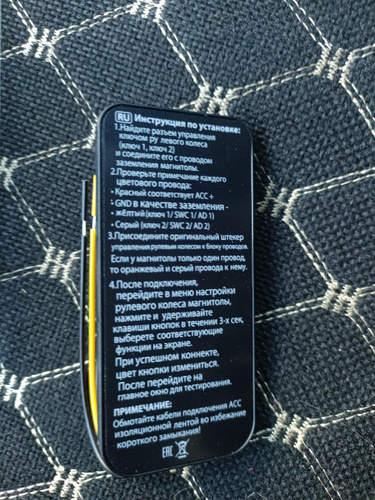 RU Инструкция по установке:
1.Найдите разъем управления
ключом ру левого колеса
(ключ 1, ключ 2)
и соедините его с проводом
заземления магнитолы.
2.Проверьте примечание каждого
цветового провода:
- Красный соответствует ACC +
- GND в качестве заземления -
- жёлтый (ключ 1/ SWC 1/ AD 1)
- Серый (ключ 2/ SWC 2/ AD 2)
3.Присоедините оригинальный штекер
управления рулевом колесом к блоку проводов.
Если у магнитолы только один провод,
то оранжевый и серый провод к нему.
4.После подключения,
перейдите в меню настройки
рулевого колеса магнитолы,
нажмите и удерживайте
клавиши кнопок в течении 3-х сек,
выберете соответствующие
функции на экране.
При успешном коннекте,
цвет кнопки измениться.
После перейдите на
главное окно для тестирования.
ПРИМЕЧАНИЕ:
Обмотайте кабели подключения ACC
изоляционной лентой во избежание
короткого замыкания!
EAC